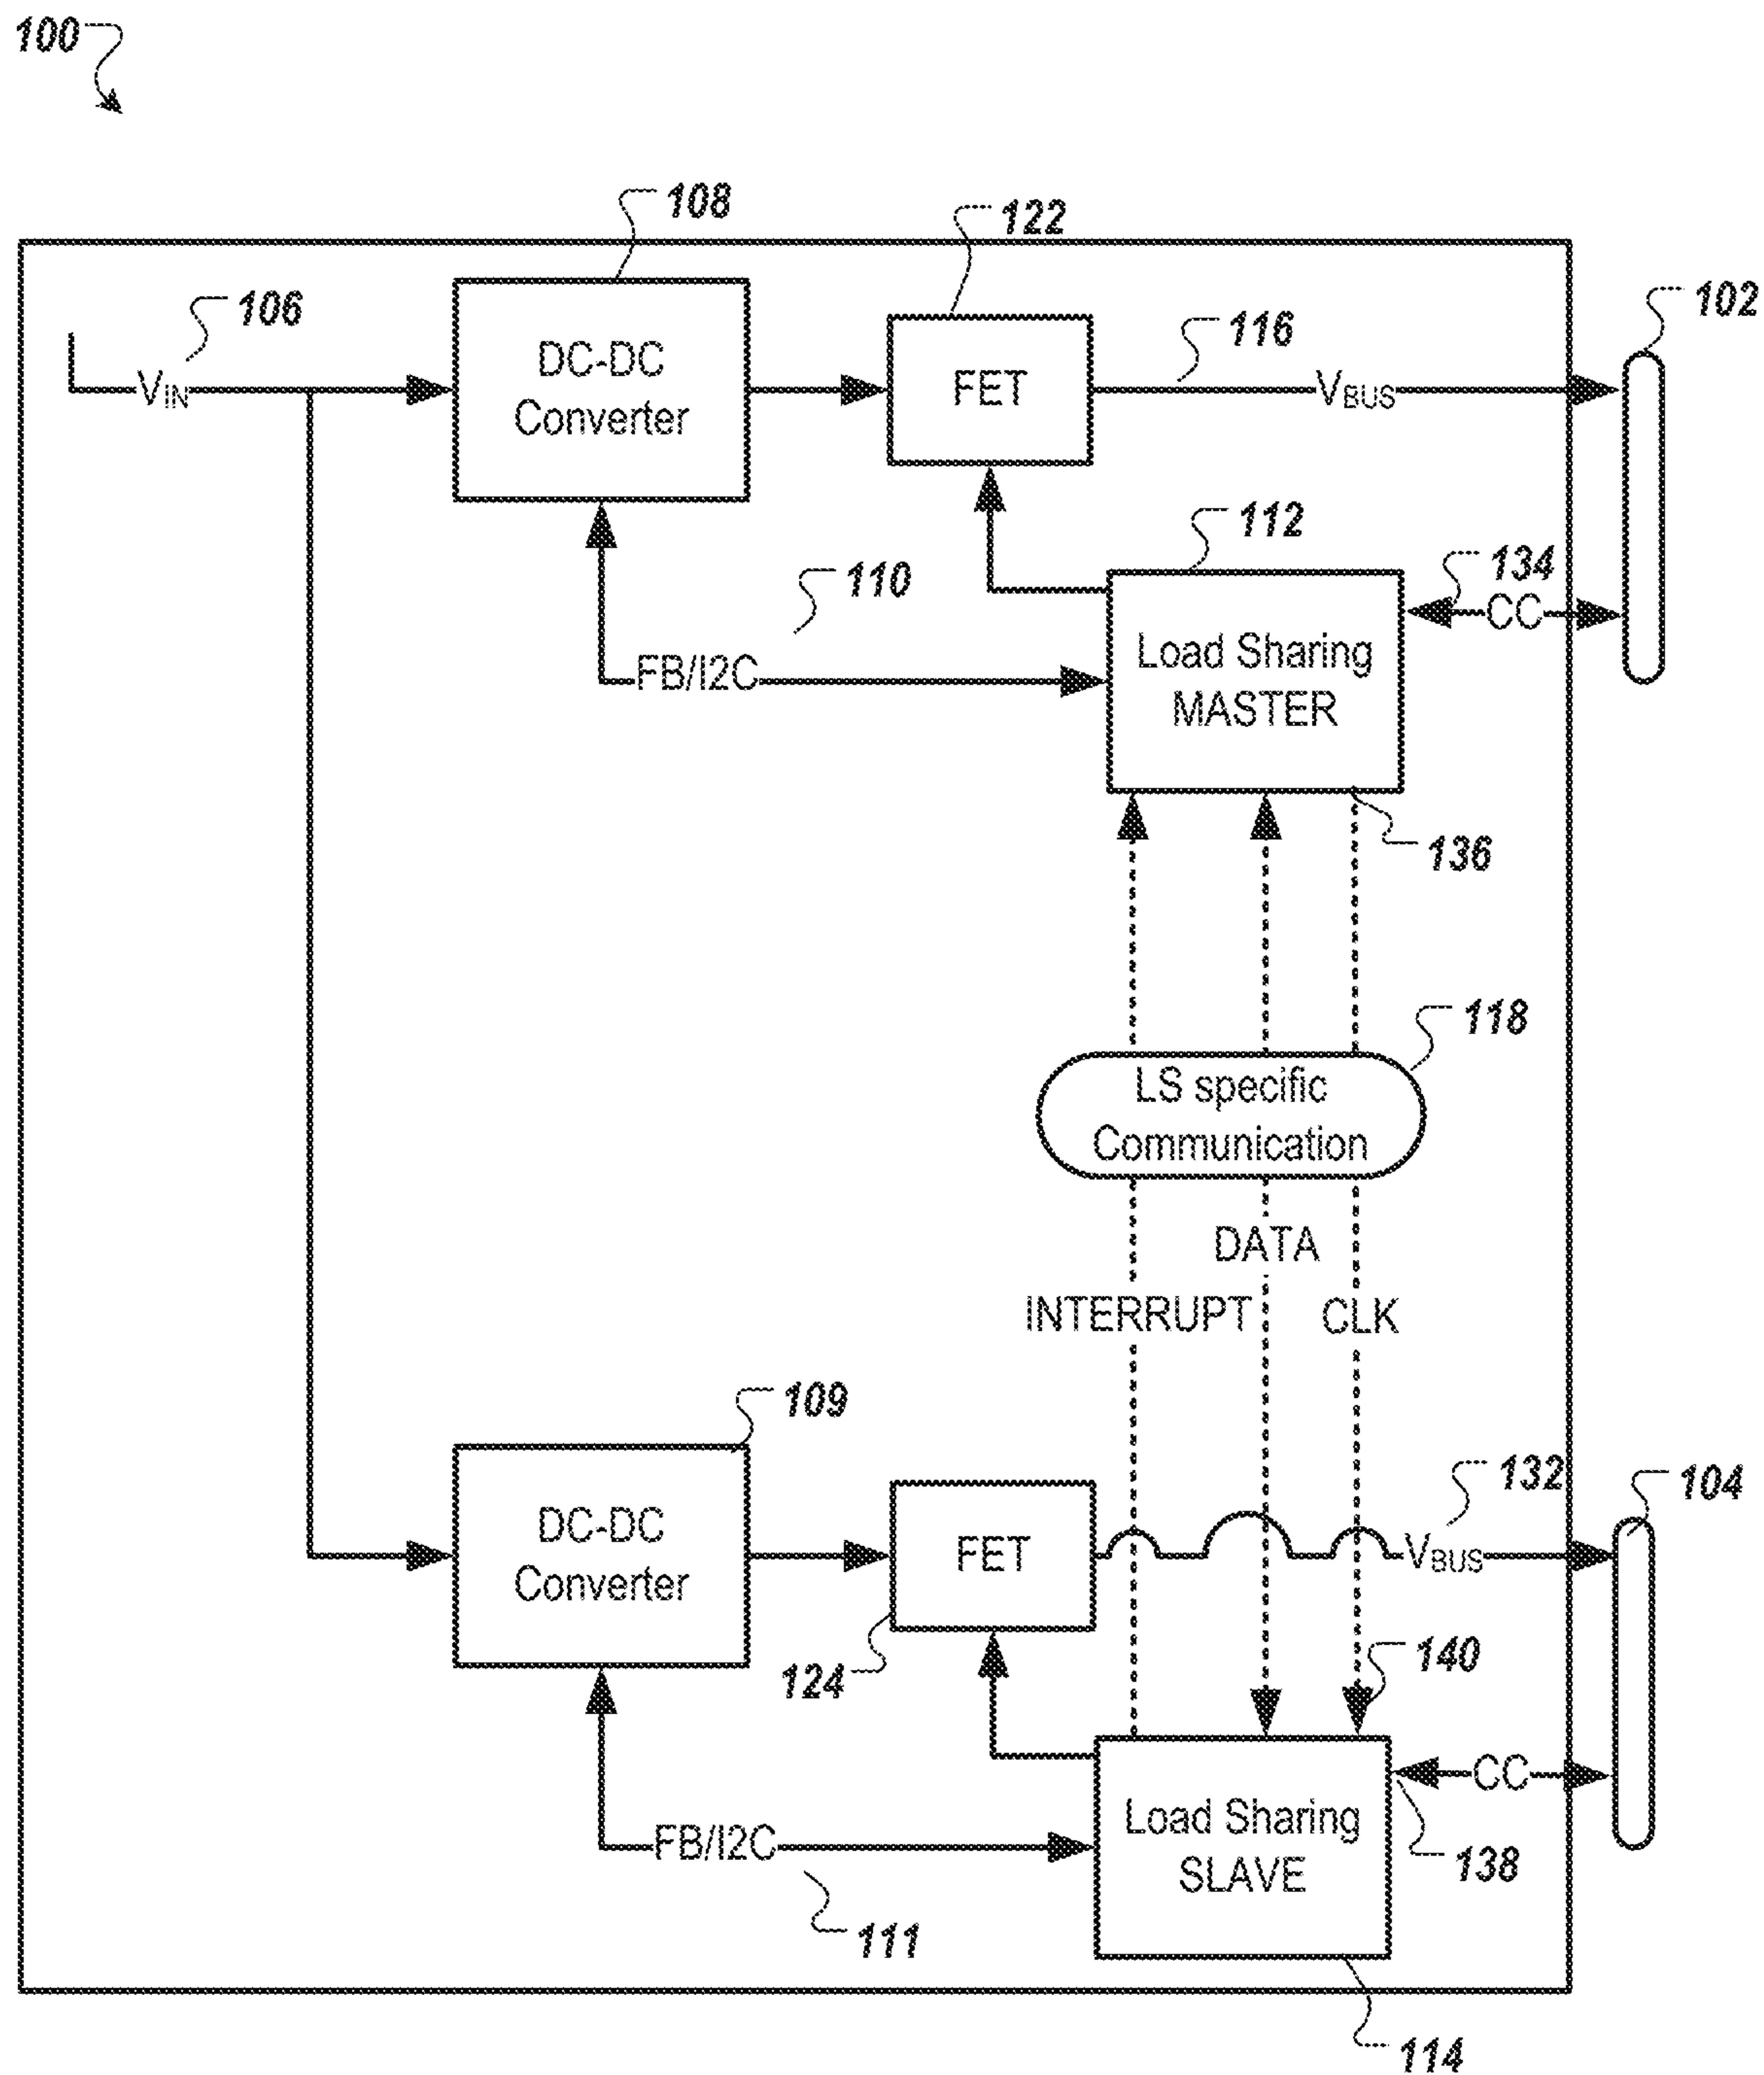 100
108
122
106
102
DC-DC
Converter
FET
116
VIN
VBUS
112
134
110
CC
Load Sharing
MASTER
FB/I2C
136
118
LS specific
Communication
DATA
INTERRUPT
CLK
109
132
104
DC-DC
Converter
FET
VBUS
124
140
CC
Load Sharing
SLAVE
FB/I2C
138
111
114